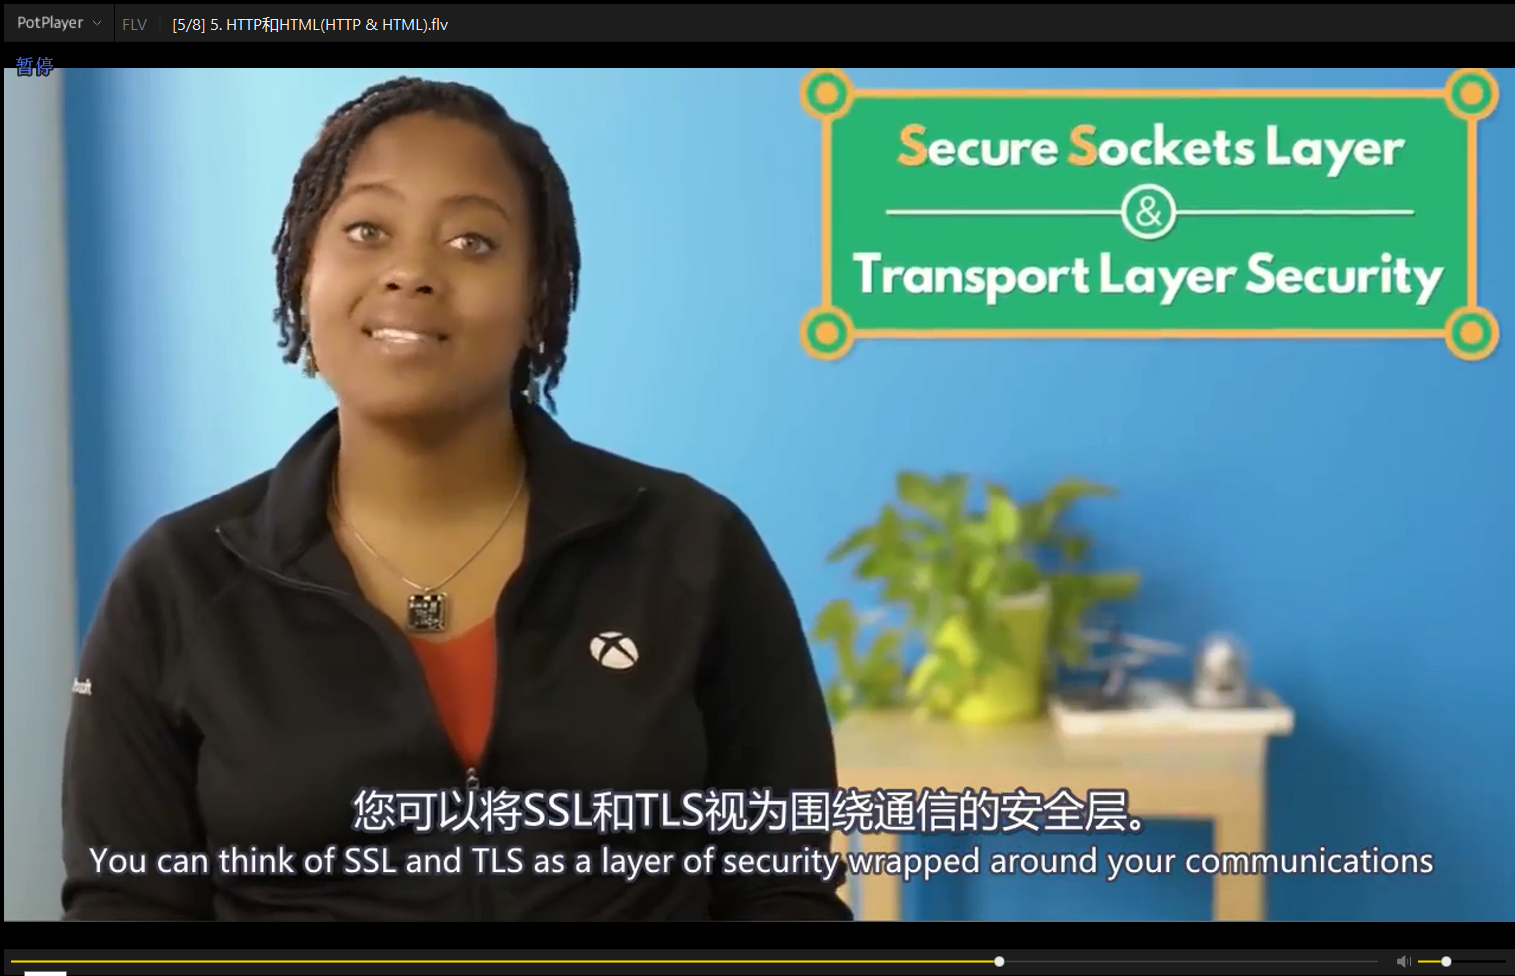 PotPlayer
FLV
[5/8] 5. HTTP和HTML(HTTP & HTML).flv
暂停
Secure Sockets Layer
&
Transport Layer Security
您可以将SSL和TLS视为围绕通信的安全层。
You can think of SSL and TLS as a layer of security wrapped around your communications